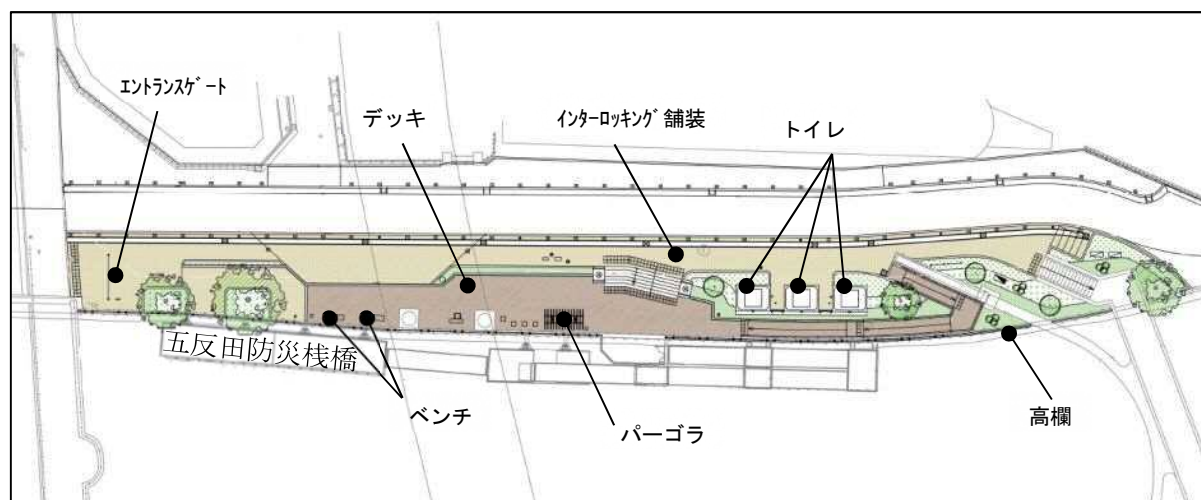 エントランスゲート
デッキ
インターロッキング舗装
トイレ
五反田防災桟橋
ベンチ
パーゴラ
高欄